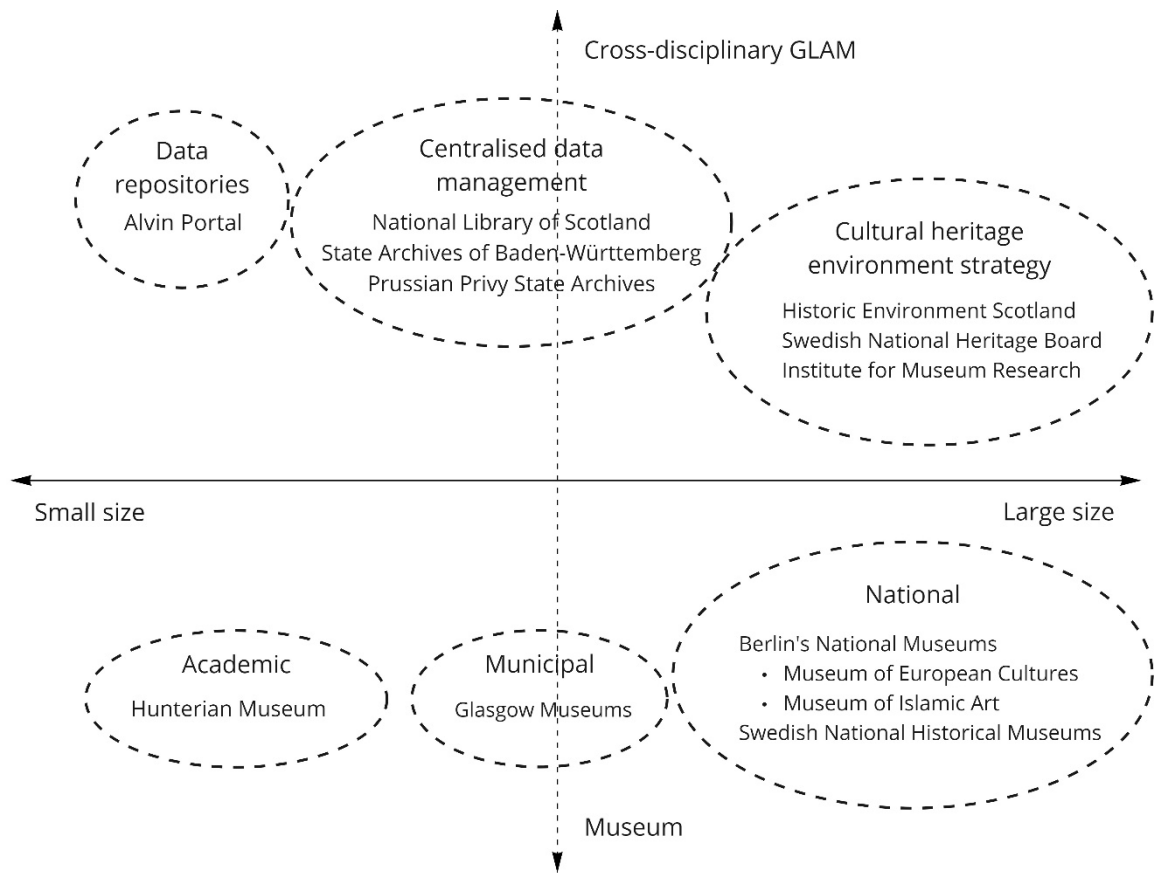 Cross-disciplinary GLAM
Data
repositories
Alvin Portal
Centralised data
management
National Library of Scotland
State Archives of Baden-Württemberg
Prussian Privy State Archives
Cultural heritage
environment strategy
Historic Environment Scotland
Swedish National Heritage Board
Institute for Museum Research
Small size
Large size
Academic
Hunterian Museum
Municipal
Glasgow Museums
National
Berlin's National Museums
• Museum of European Cultures
• Museum of Islamic Art
Swedish National Historical Museums
Museum